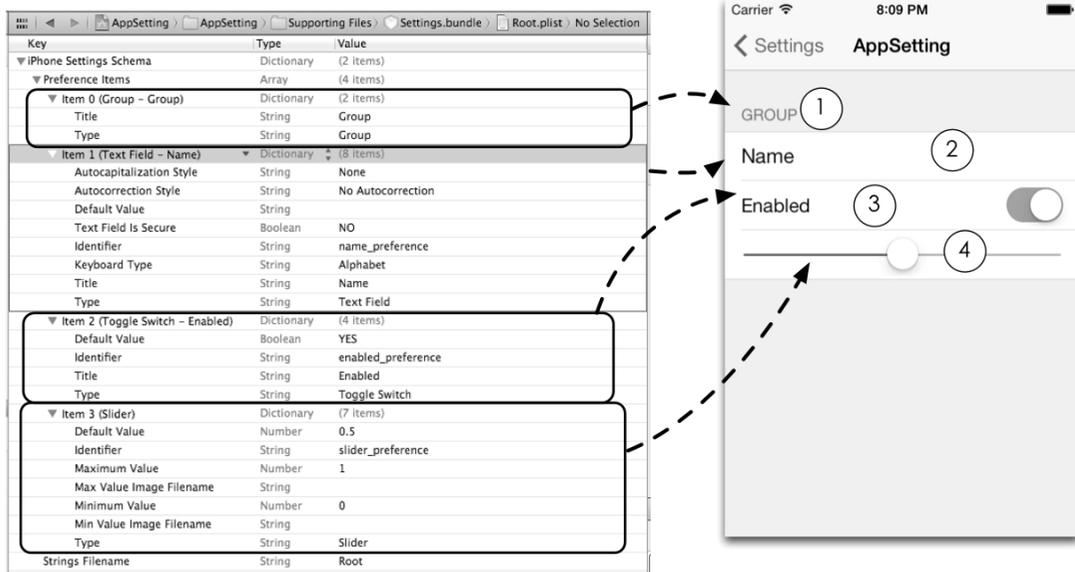 AppSetting AppSetting Supporting Files Settings.bundle Root.plist No Selection
Key Type Value
iPhone Settings Schema Dictionary (2 items)
Preference Items Array (4 items)
Item 0 (Group – Group) Dictionary (2 items)
Title String Group
Type String Group
Item 1 (Text Field – Name) Dictionary (8 items)
Autocapitalization Style String None
Autocorrection Style String No Autocorrection
Default Value String
Text Field Is Secure Boolean NO
Identifier String name_preference
Keyboard Type String Alphabet
Title String Name
Type String Text Field
Item 2 (Toggle Switch – Enabled) Dictionary (4 items)
Default Value Boolean YES
Identifier String enabled_preference
Title String Enabled
Type String Toggle Switch
Item 3 (Slider) Dictionary (7 items)
Default Value Number 0.5
Identifier String slider_preference
Maximum Value Number 1
Max Value Image Filename String
Minimum Value Number 0
Min Value Image Filename String
Type String Slider
Strings Filename String Root
Carrier 8:09 PM
Settings AppSetting
GROUP 1
Name 2
Enabled 3
4